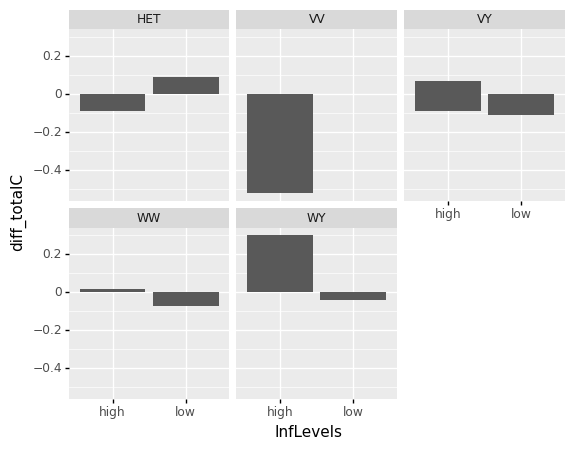 HET VV VY
0.2
0
−0.2
−0.4
high low
WW WY
0.2
0
−0.2
−0.4
high low high low
diff_totalC
InfLevels